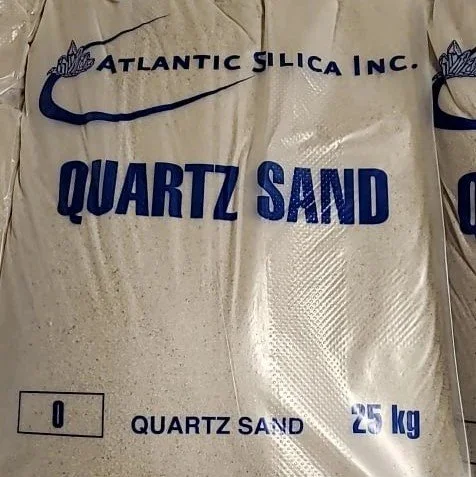 ATLANTIC SILICA INC.
QUARTZ SAND
0 QUARTZ SAND 25 kg